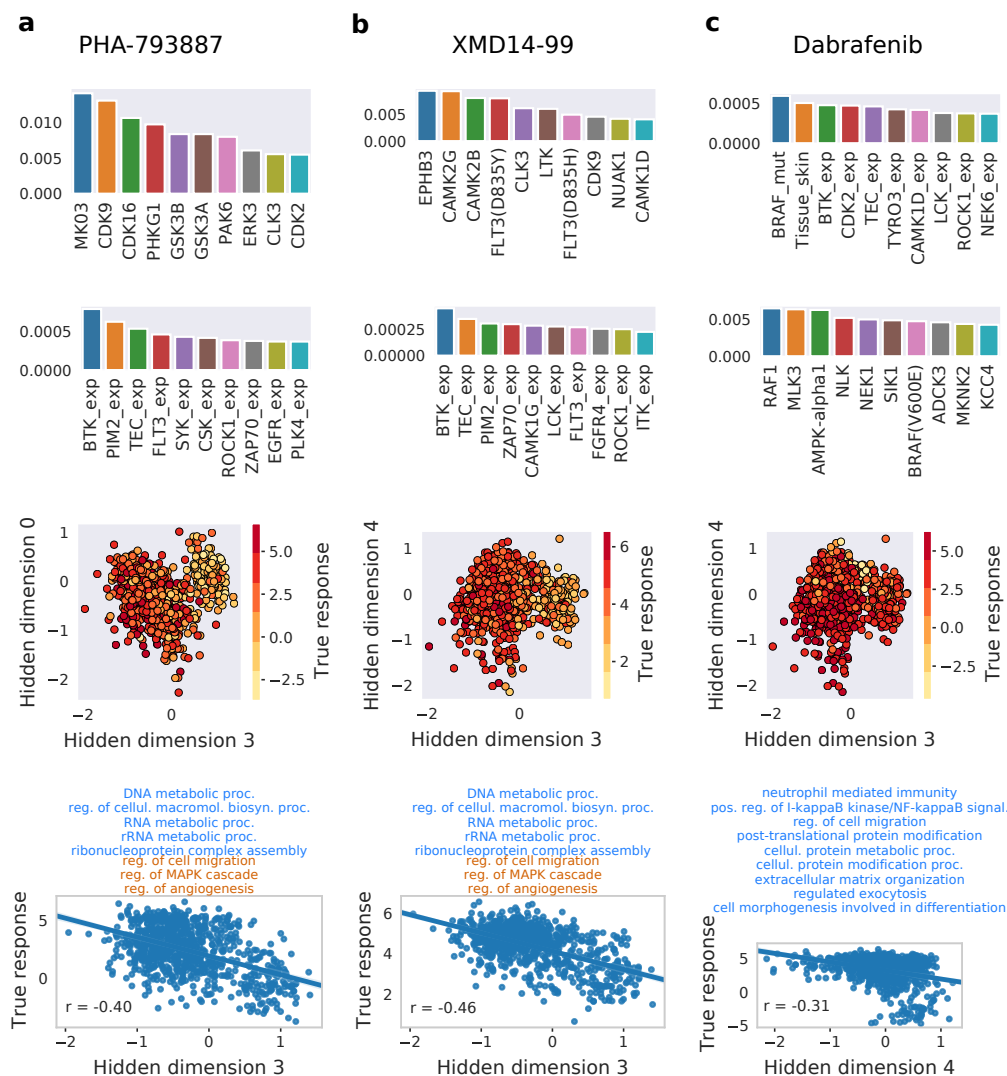 a
PHA-793887
0.010
0.005
0.000
MK03
CDK9
CDK16
PHKG1
GSK3B
GSK3A
PAK6
ERK3
CLK3
CDK2
0.0005
0.0000
BTK_exp
PIM2_exp
TEC_exp
FLT3_exp
SYK_exp
CSK_exp
ROCK1_exp
ZAP70_exp
EGFR_exp
PLK4_exp
Hidden dimension 0
1
0
−1
−2
−2
0
Hidden dimension 3
5.0
2.5
0.0
−2.5
True response
DNA metabolic proc.
reg. of cellul. macromol. biosyn. proc.
RNA metabolic proc.
rRNA metabolic proc.
ribonucleoprotein complex assembly
reg. of cell migration
reg. of MAPK cascade
reg. of angiogenesis
True response
5
0
r = -0.40
−2
−1
0
1
Hidden dimension 3
b
XMD14-99
0.005
0.000
EPHB3
CAMK2G
CAMK2B
FLT3(D835Y)
CLK3
LTK
FLT3(D835H)
CDK9
NUAK1
CAMK1D
0.00025
0.00000
BTK_exp
TEC_exp
PIM2_exp
ZAP70_exp
CAMK1G_exp
LCK_exp
FLT3_exp
FGFR4_exp
ROCK1_exp
ITK_exp
Hidden dimension 4
1
0
−1
−2
−2
0
Hidden dimension 3
6
4
2
True response
DNA metabolic proc.
reg. of cellul. macromol. biosyn. proc.
RNA metabolic proc.
rRNA metabolic proc.
ribonucleoprotein complex assembly
reg. of cell migration
reg. of MAPK cascade
reg. of angiogenesis
True response
6
4
2
r = -0.46
−2
−1
0
1
Hidden dimension 3
c
Dabrafenib
0.0005
0.0000
BRAF_mut
Tissue_skin
BTK_exp
CDK2_exp
TEC_exp
TYRO3_exp
CAMK1D_exp
LCK_exp
ROCK1_exp
NEK6_exp
0.005
0.000
RAF1
MLK3
AMPK-alpha1
NLK
NEK1
SIK1
BRAF(V600E)
ADCK3
MKNK2
KCC4
Hidden dimension 4
1
0
−1
−2
−2
0
Hidden dimension 3
5.0
2.5
0.0
−2.5
True response
neutrophil mediated immunity
pos. reg. of I-kappaB kinase/NF-kappaB signal.
reg. of cell migration
post-translational protein modification
cellul. protein metabolic proc.
cellul. protein modification proc.
extracellular matrix organization
regulated exocytosis
cell morphogenesis involved in differentiation
True response
5
0
−5
r = -0.31
−2
−1
0
1
Hidden dimension 4